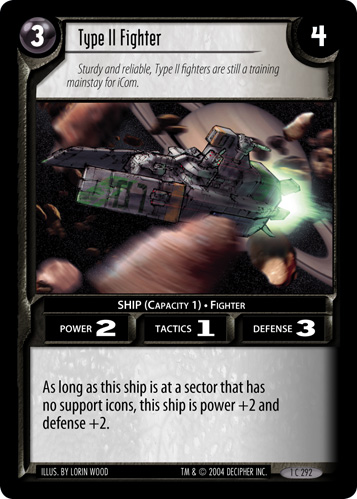 3 Type II Fighter 4
Sturdy and reliable, Type II fighters are still a training
mainstay for iCom.
SHIP (CAPACITY 1) • FIGHTER
POWER 2 TACTICS 1 DEFENSE 3
As long as this ship is at a sector that has
no support icons, this ship is power +2 and
defense +2.
ILLUS. BY LORIN WOOD TM & © 2004 DECIPHER INC. 1 C 292